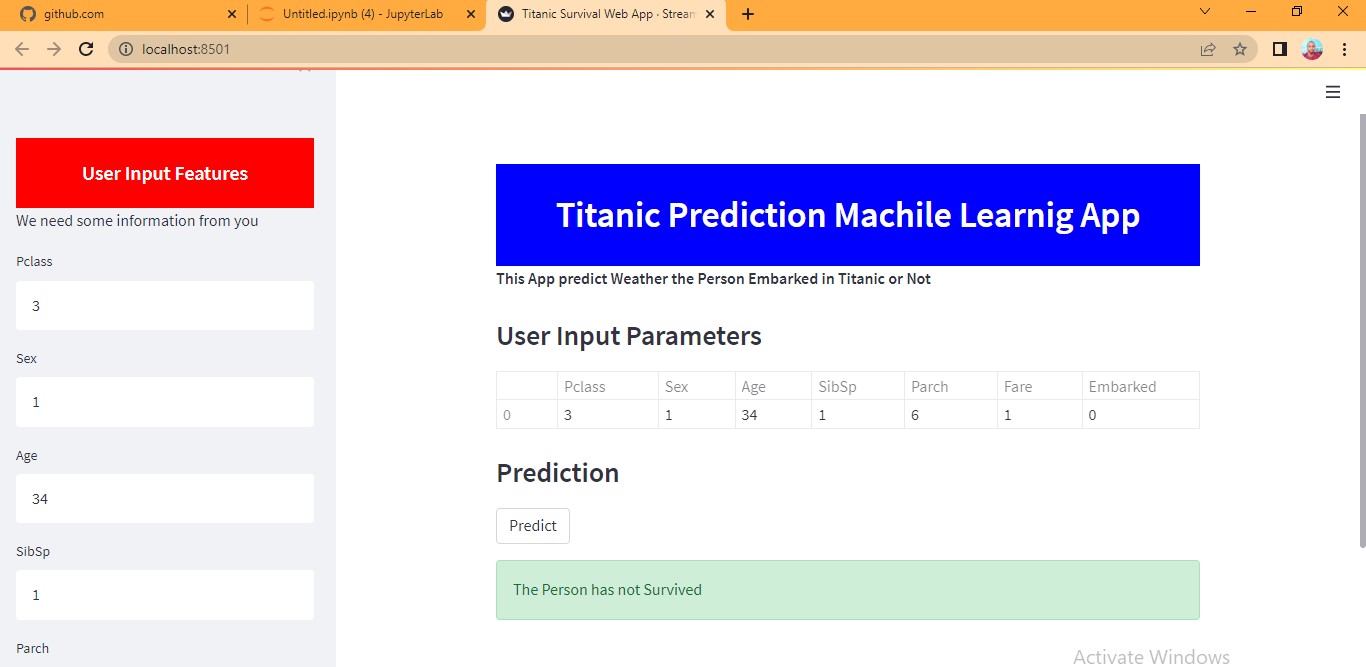 github.com
Untitled.ipynb (4) - JupyterLab
Titanic Survival Web App · Stream
localhost:8501
User Input Features
We need some information from you
Pclass
3
Sex
1
Age
34
SibSp
1
Parch
Titanic Prediction Machile Learnig App
This App predict Weather the Person Embarked in Titanic or Not
User Input Parameters
Pclass Sex Age SibSp Parch Fare Embarked
0 3 1 34 1 6 1 0
Prediction
Predict
The Person has not Survived
Activate Windows